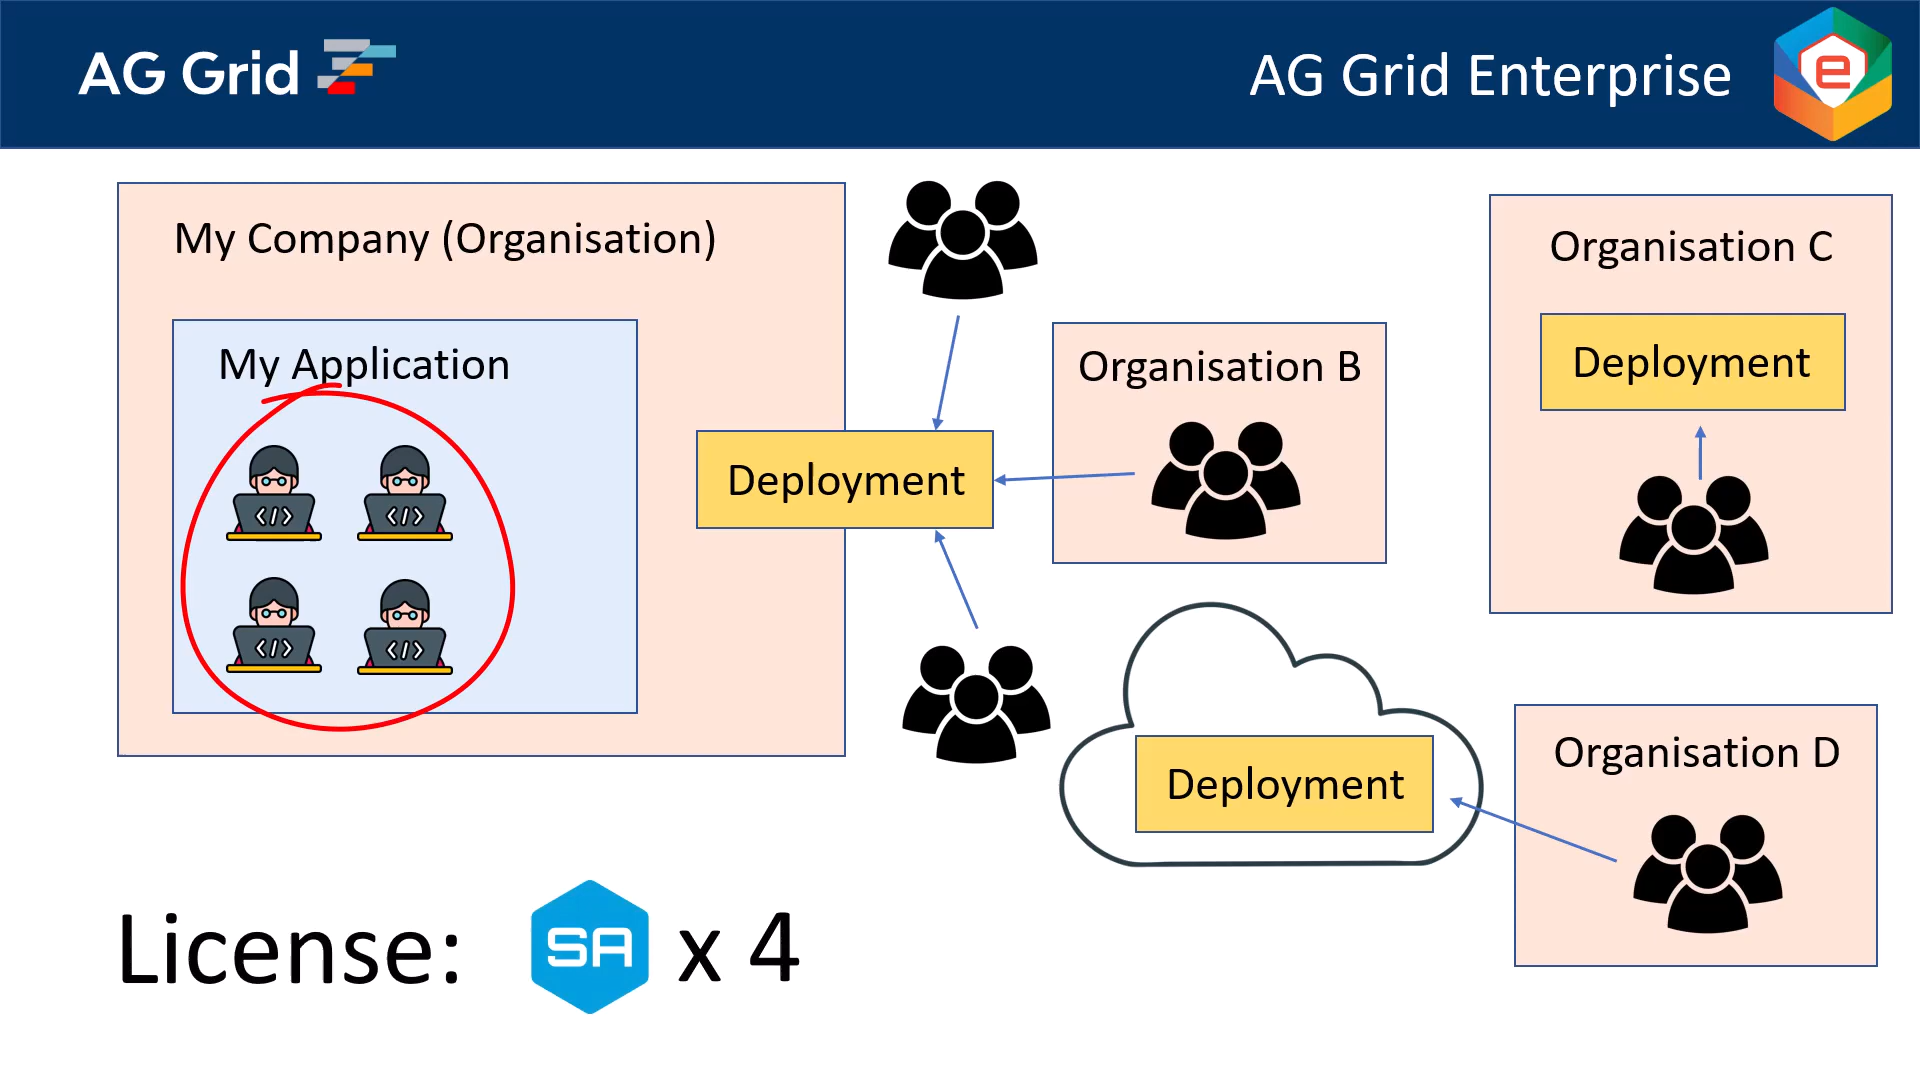 AG Grid
AG Grid Enterprise
e
My Company (Organisation)
My Application
</>
</>
</>
</>
Deployment
Organisation B
Organisation C
Deployment
Deployment
Organisation D
License: SA x 4